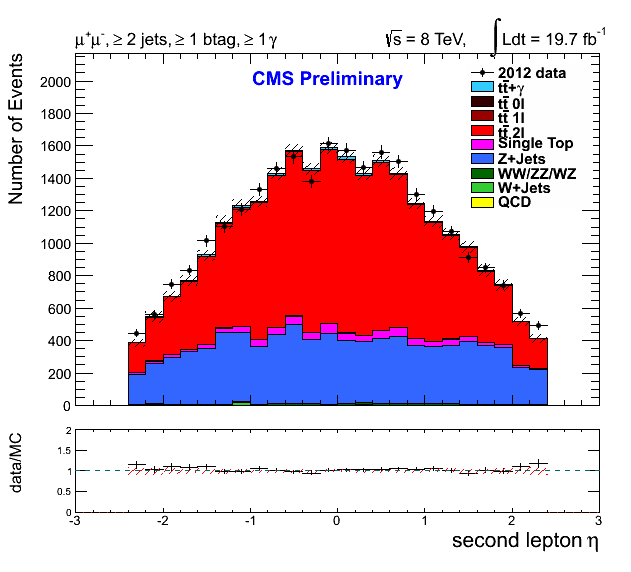 μ⁺μ⁻, ≥ 2 jets, ≥ 1 btag, ≥ 1 γ
√s = 8 TeV, ∫ Ldt = 19.7 fb⁻¹
CMS Preliminary
2012 data
tt̄+γ
tt̄ 0l
tt̄ 1l
tt̄ 2l
Single Top
Z+Jets
WW/ZZ/WZ
W+Jets
QCD
Number of Events
2000
1800
1600
1400
1200
1000
800
600
400
200
0
data/MC
2
1.5
1
0.5
0
-3 -2 -1 0 1 2 3
second lepton η